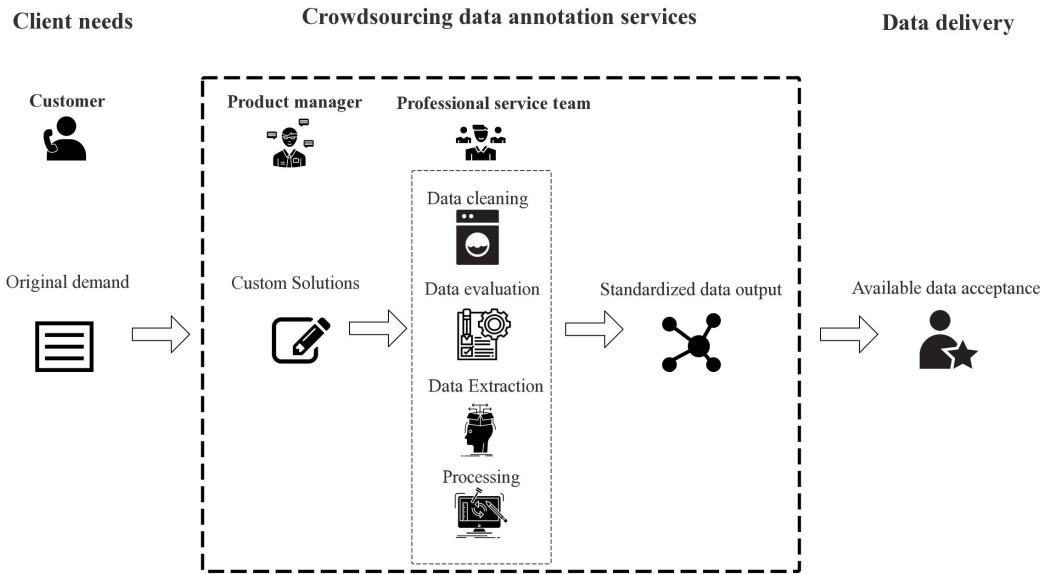 Client needs
Crowdsourcing data annotation services
Data delivery
Customer
Product manager
Professional service team
Data cleaning
Original demand
Custom Solutions
Data evaluation
Standardized data output
Available data acceptance
Data Extraction
Processing